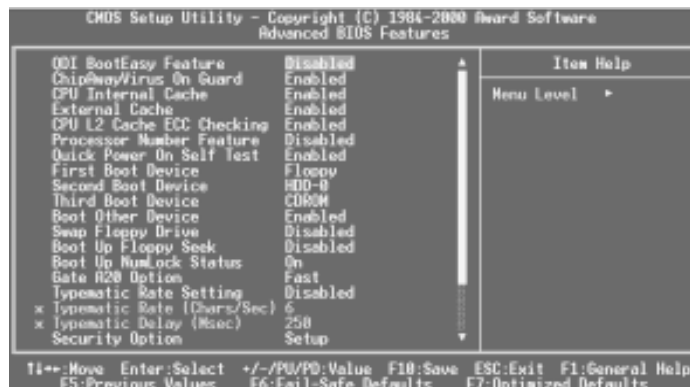 CMOS Setup Utility - Copyright (C) 1984-2000 Award Software
Advanced BIOS Features
QDI BootEasy Feature Disabled
ChipAwayVirus On Guard Enabled
CPU Internal Cache Enabled
External Cache Enabled
CPU L2 Cache ECC Checking Enabled
Processor Number Feature Disabled
Quick Power On Self Test Enabled
First Boot Device Floppy
Second Boot Device HDD-0
Third Boot Device CDROM
Boot Other Device Enabled
Swap Floppy Drive Disabled
Boot Up Floppy Seek Disabled
Boot Up NumLock Status On
Gate A20 Option Fast
Typematic Rate Setting Disabled
x Typematic Rate (Chars/Sec) 6
x Typematic Delay (Msec) 250
Security Option Setup
Item Help
Menu Level ►
↑↓←→:Move Enter:Select +/-/PU/PD:Value F10:Save ESC:Exit F1:General Help
F5:Previous Values F6:Fail-Safe Defaults F7:Optimized Defaults